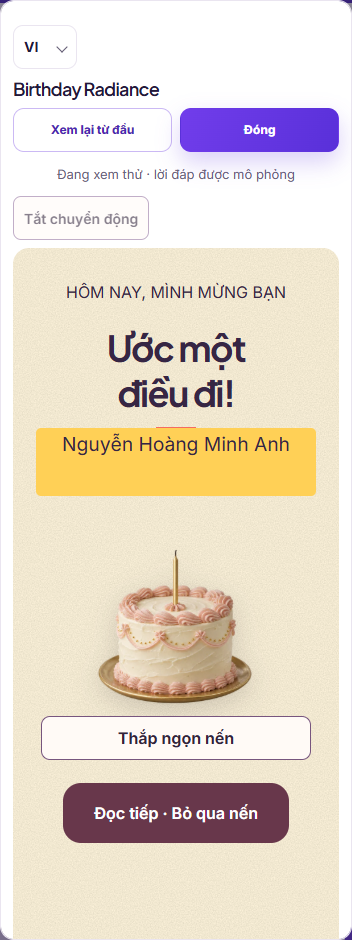 VI
Birthday Radiance
Xem lại từ đầu
Đóng
Đang xem thử · lời đáp được mô phỏng
Tắt chuyển động
HÔM NAY, MÌNH MỪNG BẠN
Ước một
điều đi!
Nguyễn Hoàng Minh Anh
Thắp ngọn nến
Đọc tiếp · Bỏ qua nến